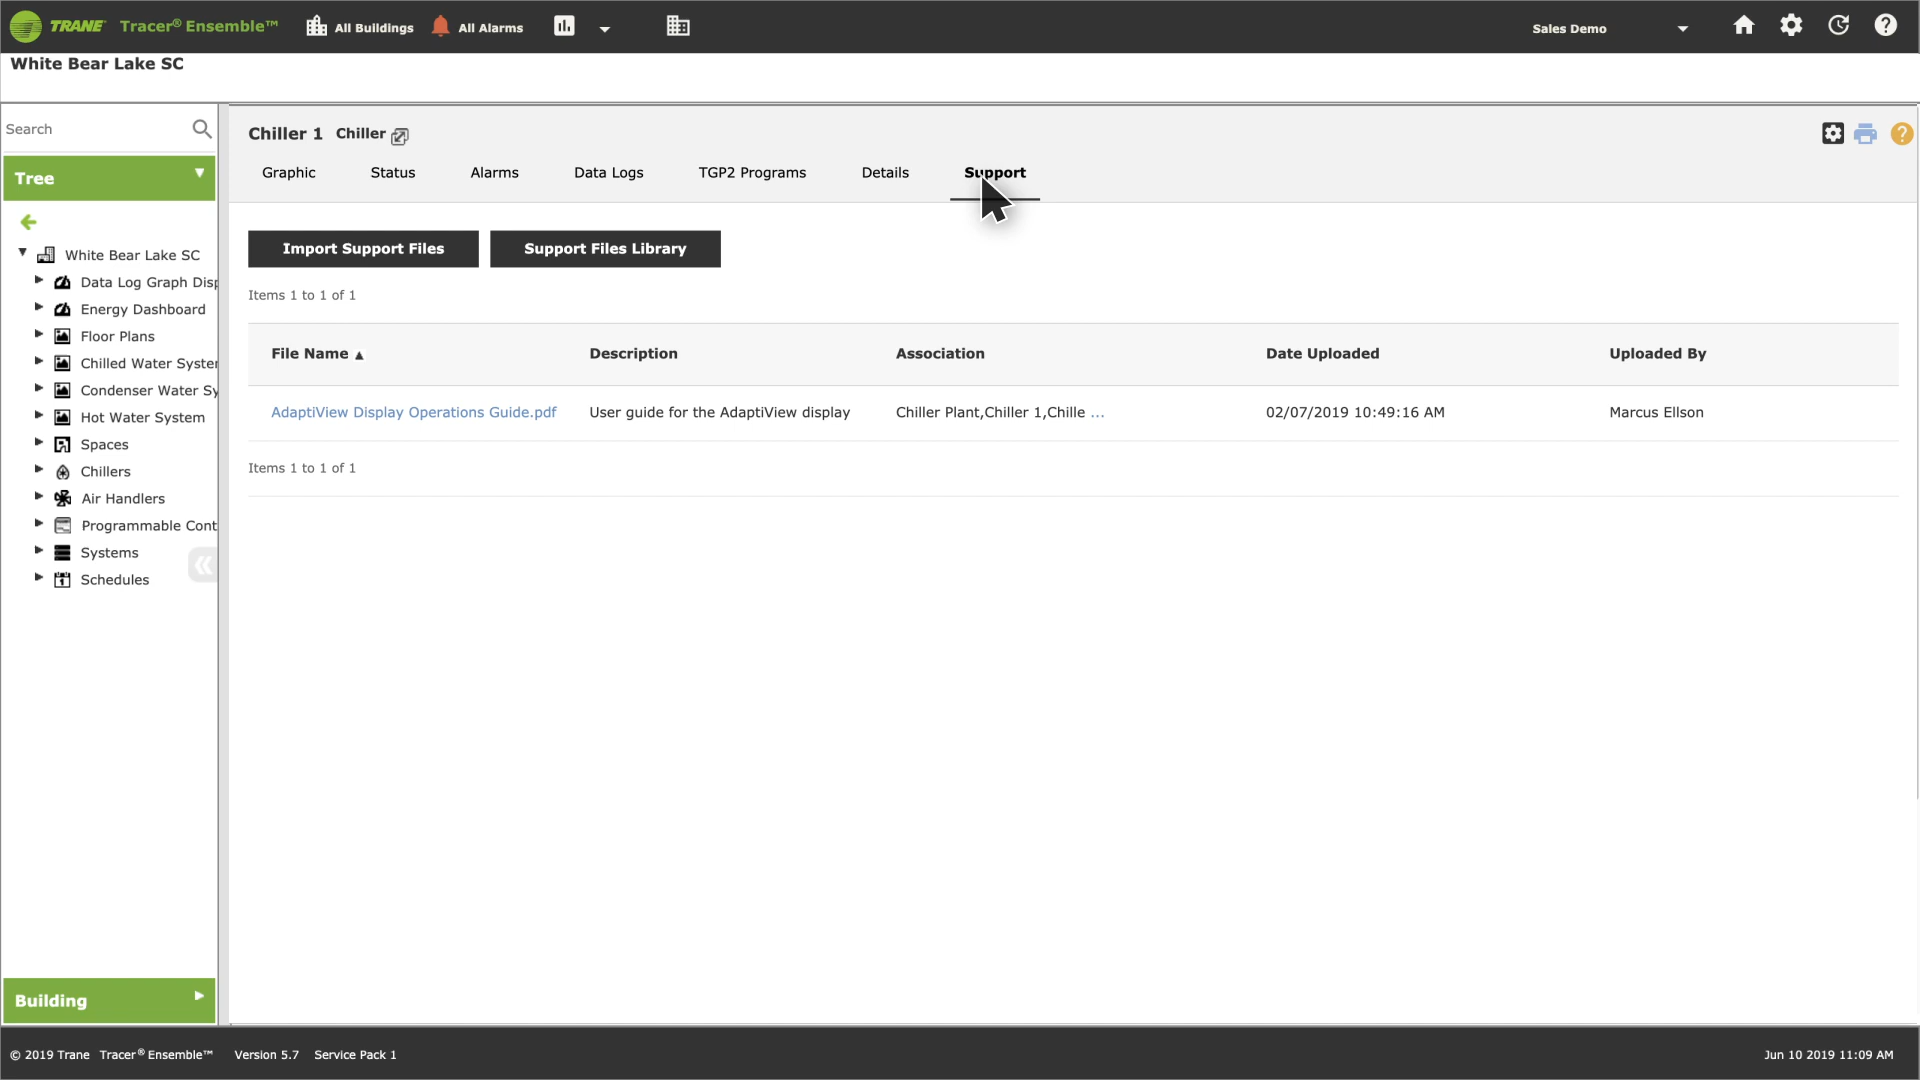 TRANE Tracer® Ensemble™ All Buildings All Alarms Sales Demo
White Bear Lake SC
Search
Tree
White Bear Lake SC
Data Log Graph Disp
Energy Dashboard
Floor Plans
Chilled Water System
Condenser Water Sy
Hot Water System
Spaces
Chillers
Air Handlers
Programmable Cont
Systems
Schedules
Building
Chiller 1 Chiller
Graphic Status Alarms Data Logs TGP2 Programs Details Support
Import Support Files Support Files Library
Items 1 to 1 of 1
File Name ▲ Description Association Date Uploaded Uploaded By
AdaptiView Display Operations Guide.pdf User guide for the AdaptiView display Chiller Plant,Chiller 1,Chille ... 02/07/2019 10:49:16 AM Marcus Ellson
Items 1 to 1 of 1
© 2019 Trane Tracer® Ensemble™ Version 5.7 Service Pack 1 Jun 10 2019 11:09 AM